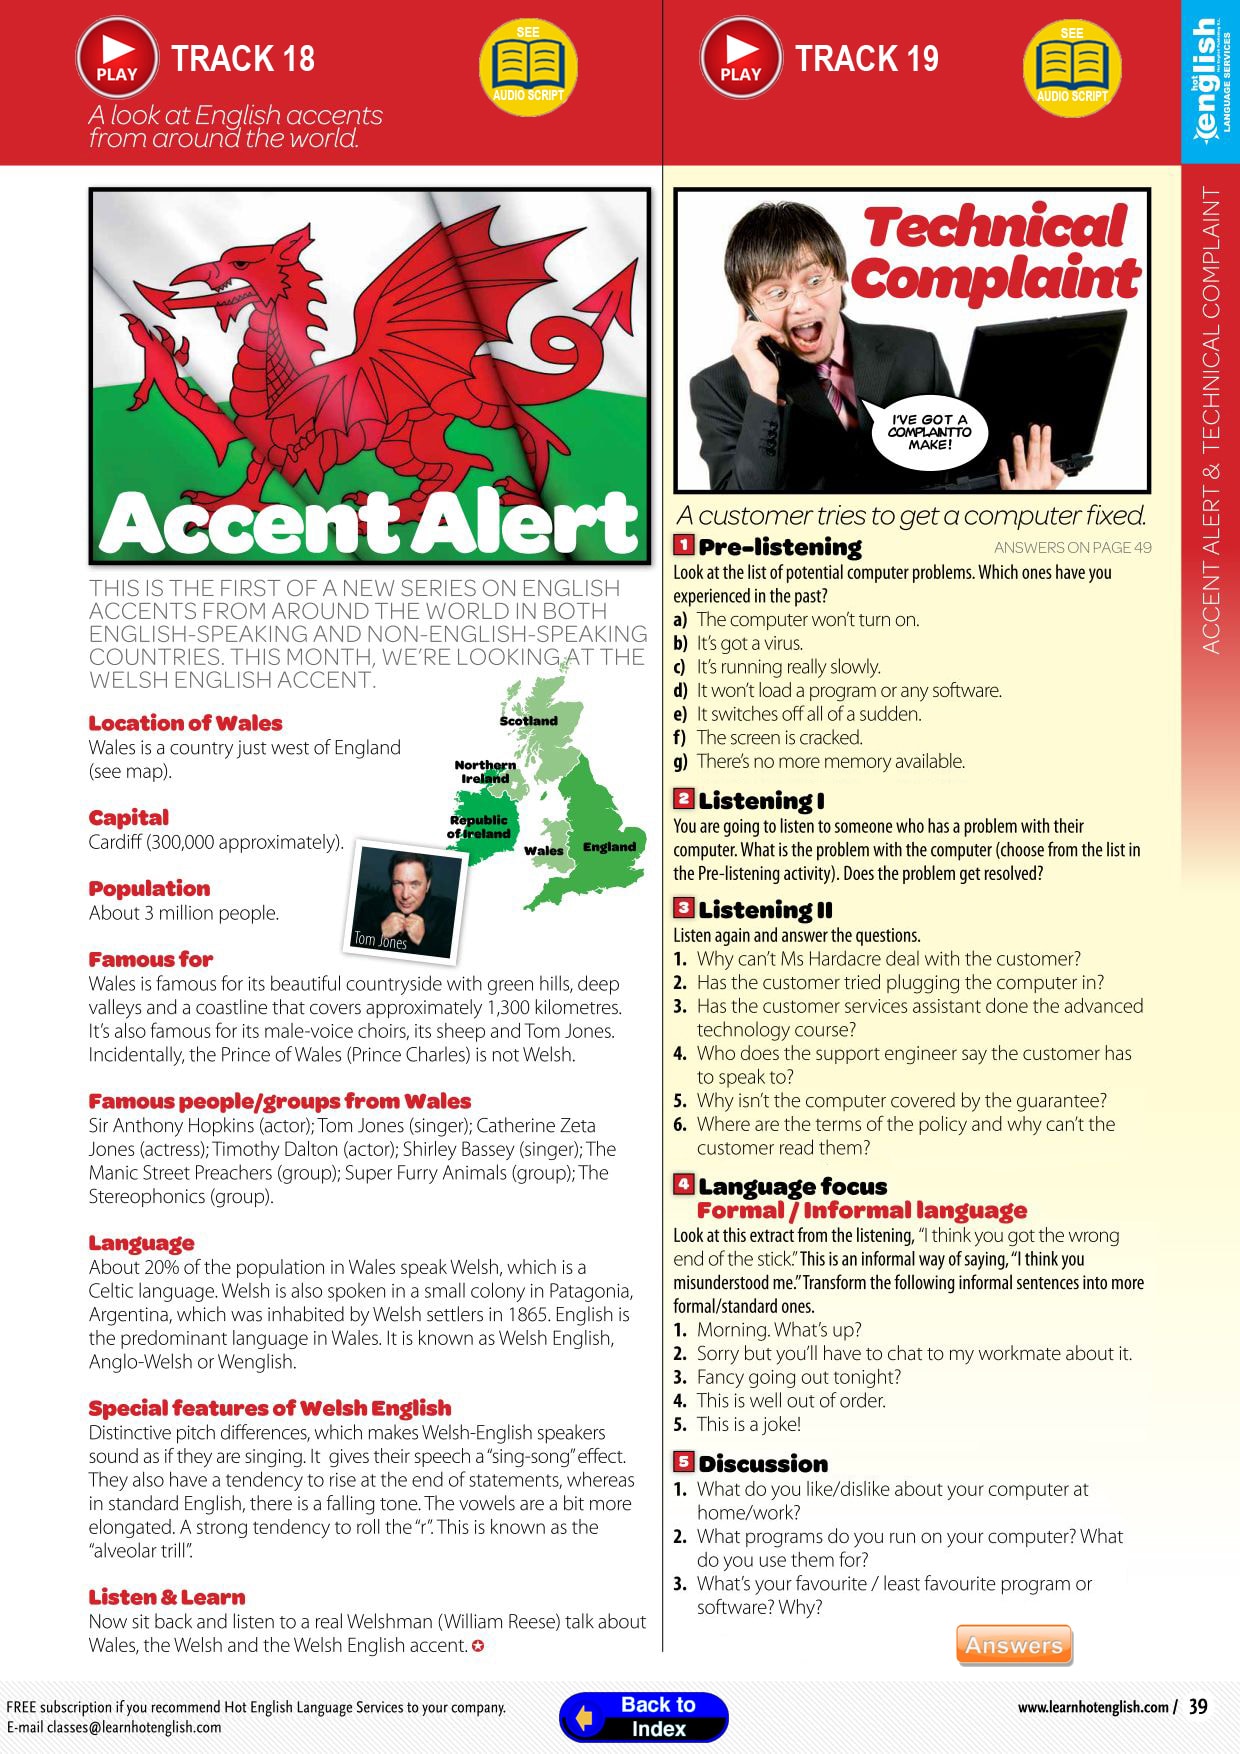 PLAY
TRACK 18
SEE
AUDIO SCRIPT
A look at English accents
from around the world.
Accent Alert
THIS IS THE FIRST OF A NEW SERIES ON ENGLISH
ACCENTS FROM AROUND THE WORLD IN BOTH
ENGLISH-SPEAKING AND NON-ENGLISH-SPEAKING
COUNTRIES. THIS MONTH, WE'RE LOOKING AT THE
WELSH ENGLISH ACCENT.
Location of Wales
Wales is a country just west of England
(see map).
Capital
Cardiff (300,000 approximately).
Population
About 3 million people.
Scotland
Northern
Ireland
Republic
of Ireland
Wales
England
Tom Jones
Famous for
Wales is famous for its beautiful countryside with green hills, deep
valleys and a coastline that covers approximately 1,300 kilometres.
It's also famous for its male-voice choirs, its sheep and Tom Jones.
Incidentally, the Prince of Wales (Prince Charles) is not Welsh.
Famous people/groups from Wales
Sir Anthony Hopkins (actor); Tom Jones (singer); Catherine Zeta
Jones (actress); Timothy Dalton (actor); Shirley Bassey (singer); The
Manic Street Preachers (group); Super Furry Animals (group); The
Stereophonics (group).
Language
About 20% of the population in Wales speak Welsh, which is a
Celtic language. Welsh is also spoken in a small colony in Patagonia,
Argentina, which was inhabited by Welsh settlers in 1865. English is
the predominant language in Wales. It is known as Welsh English,
Anglo-Welsh or Wenglish.
Special features of Welsh English
Distinctive pitch differences, which makes Welsh-English speakers
sound as if they are singing. It gives their speech a "sing-song" effect.
They also have a tendency to rise at the end of statements, whereas
in standard English, there is a falling tone. The vowels are a bit more
elongated. A strong tendency to roll the "r". This is known as the
"alveolar trill".
Listen & Learn
Now sit back and listen to a real Welshman (William Reese) talk about
Wales, the Welsh and the Welsh English accent.
PLAY
TRACK 19
SEE
AUDIO SCRIPT
Technical
Complaint
I'VE GOT A
COMPLAINTTO
MAKE!
A customer tries to get a computer fixed.
1 Pre-listening
ANSWERS ON PAGE 49
Look at the list of potential computer problems. Which ones have you
experienced in the past?
a) The computer won't turn on.
b) It's got a virus.
c) It's running really slowly.
d) It won't load a program or any software.
e) It switches off all of a sudden.
f) The screen is cracked.
g) There's no more memory available.
2 Listening I
You are going to listen to someone who has a problem with their
computer. What is the problem with the computer (choose from the list in
the Pre-listening activity). Does the problem get resolved?
3 Listening II
Listen again and answer the questions.
1. Why can't Ms Hardacre deal with the customer?
2. Has the customer tried plugging the computer in?
3. Has the customer services assistant done the advanced
technology course?
4. Who does the support engineer say the customer has
to speak to?
5. Why isn't the computer covered by the guarantee?
6. Where are the terms of the policy and why can't the
customer read them?
4 Language focus
Formal / Informal language
Look at this extract from the listening, "I think you got the wrong
end of the stick." This is an informal way of saying, "I think you
misunderstood me." Transform the following informal sentences into more
formal/standard ones.
1. Morning. What's up?
2. Sorry but you'll have to chat to my workmate about it.
3. Fancy going out tonight?
4. This is well out of order.
5. This is a joke!
5 Discussion
1. What do you like/dislike about your computer at
home/work?
2. What programs do you run on your computer? What
do you use them for?
3. What's your favourite / least favourite program or
software? Why?
Answers
hot
english
LANGUAGE SERVICES
ACCENT ALERT & TECHNICAL COMPLAINT
FREE subscription if you recommend Hot English Language Services to your company.
E-mail classes@learnhotenglish.com
Back to
Index
www.learnhotenglish.com / 39